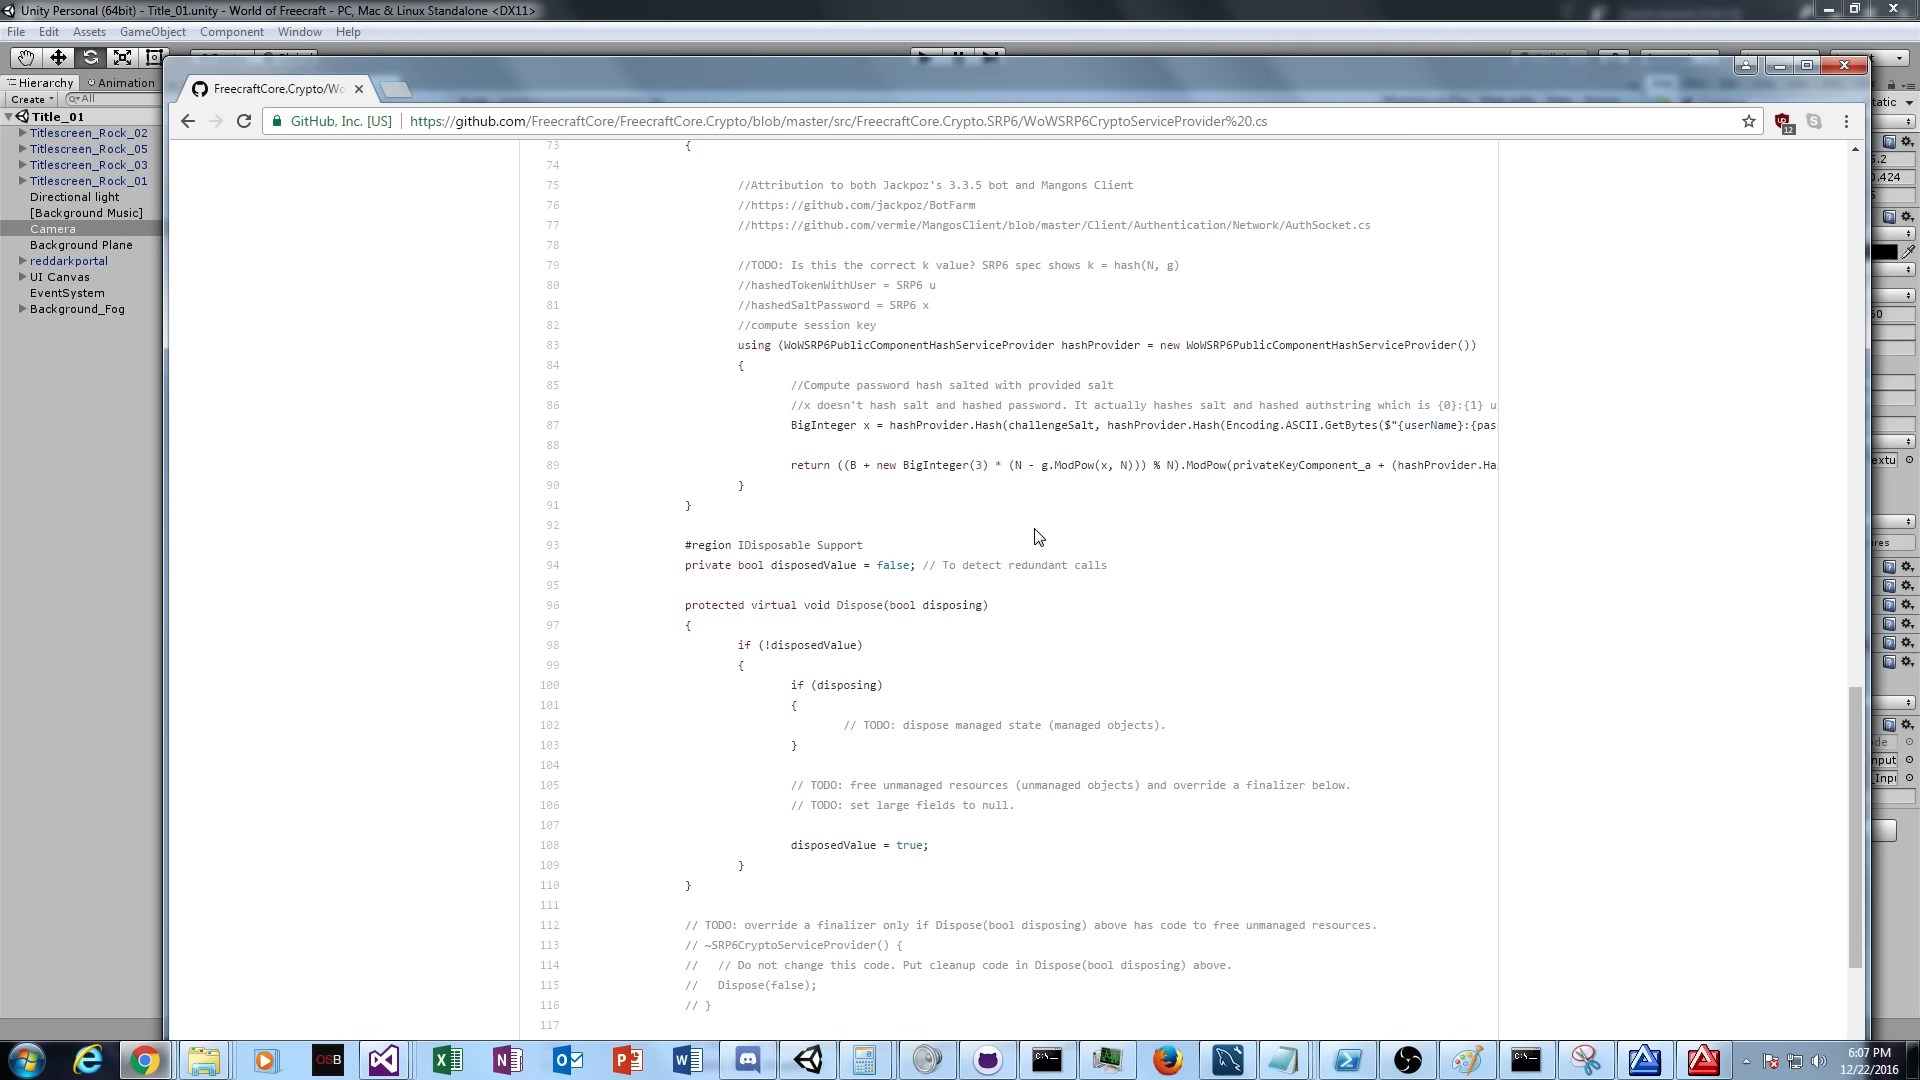 Unity Personal (64bit) - Title_01.unity - World of Freecraft - PC, Mac & Linux Standalone <DX11>
File Edit Assets GameObject Component Window Help
Hierarchy Animation
Create All
Title_01
Titlescreen_Rock_02
Titlescreen_Rock_05
Titlescreen_Rock_03
Titlescreen_Rock_01
Directional light
[Background Music]
Camera
Background Plane
reddarkportal
UI Canvas
EventSystem
Background_Fog
FreecraftCore.Crypto/Wo
GitHub, Inc. [US] https://github.com/FreecraftCore/FreecraftCore.Crypto/blob/master/src/FreecraftCore.Crypto.SRP6/WoWSRP6CryptoServiceProvider%20.cs
12
73 {
74
75 //Attribution to both Jackpoz's 3.3.5 bot and Mangons Client
76 //https://github.com/jackpoz/BotFarm
77 //https://github.com/vermie/MangosClient/blob/master/Client/Authentication/Network/AuthSocket.cs
78
79 //TODO: Is this the correct k value? SRP6 spec shows k = hash(N, g)
80 //hashedTokenWithUser = SRP6 u
81 //hashedSaltPassword = SRP6 x
82 //compute session key
83 using (WoWSRP6PublicComponentHashServiceProvider hashProvider = new WoWSRP6PublicComponentHashServiceProvider())
84 {
85 //Compute password hash salted with provided salt
86 //x doesn't hash salt and hashed password. It actually hashes salt and hashed authstring which is {0}:{1} u
87 BigInteger x = hashProvider.Hash(challengeSalt, hashProvider.Hash(Encoding.ASCII.GetBytes($"{userName}:{pas
88
89 return ((B + new BigInteger(3) * (N - g.ModPow(x, N))) % N).ModPow(privateKeyComponent_a + (hashProvider.Ha
90 }
91 }
92
93 #region IDisposable Support
94 private bool disposedValue = false; // To detect redundant calls
95
96 protected virtual void Dispose(bool disposing)
97 {
98 if (!disposedValue)
99 {
100 if (disposing)
101 {
102 // TODO: dispose managed state (managed objects).
103 }
104
105 // TODO: free unmanaged resources (unmanaged objects) and override a finalizer below.
106 // TODO: set large fields to null.
107
108 disposedValue = true;
109 }
110 }
111
112 // TODO: override a finalizer only if Dispose(bool disposing) above has code to free unmanaged resources.
113 // ~SRP6CryptoServiceProvider() {
114 // // Do not change this code. Put cleanup code in Dispose(bool disposing) above.
115 // Dispose(false);
116 // }
117
tatic
5.2
0.424
OSB
6:07 PM
12/22/2016